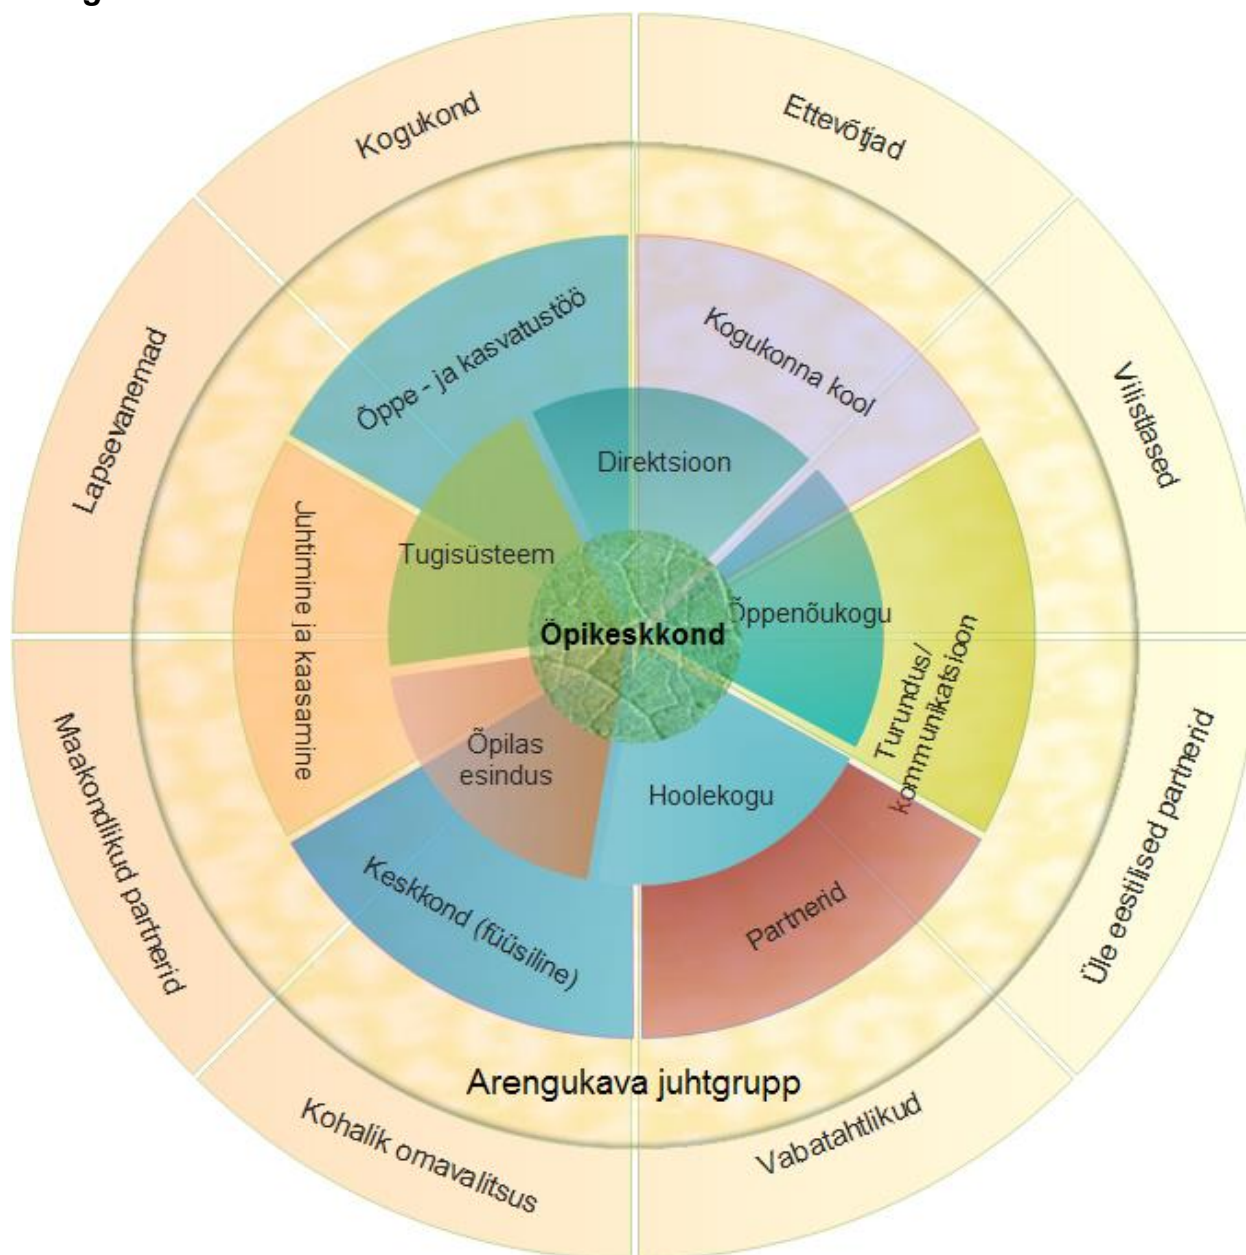 Kogukond
Ettevõtjad
Vilistlased
Üle eestilised partnerid
Vabatahtlikud
Kohalik omavalitsus
Maakondlikud partnerid
Lapsevanemad
Õppe - ja kasvatustöö
Kogukonna kool
Turundus/
kommunikatsioon
Partnerid
Keskkond (füüsiline)
Juhtimine ja kaasamine
Direktsioon
Õppenõukogu
Hoolekogu
Õpilas
esindus
Tugisüsteem
Õpikeskkond
Arengukava juhtgrupp